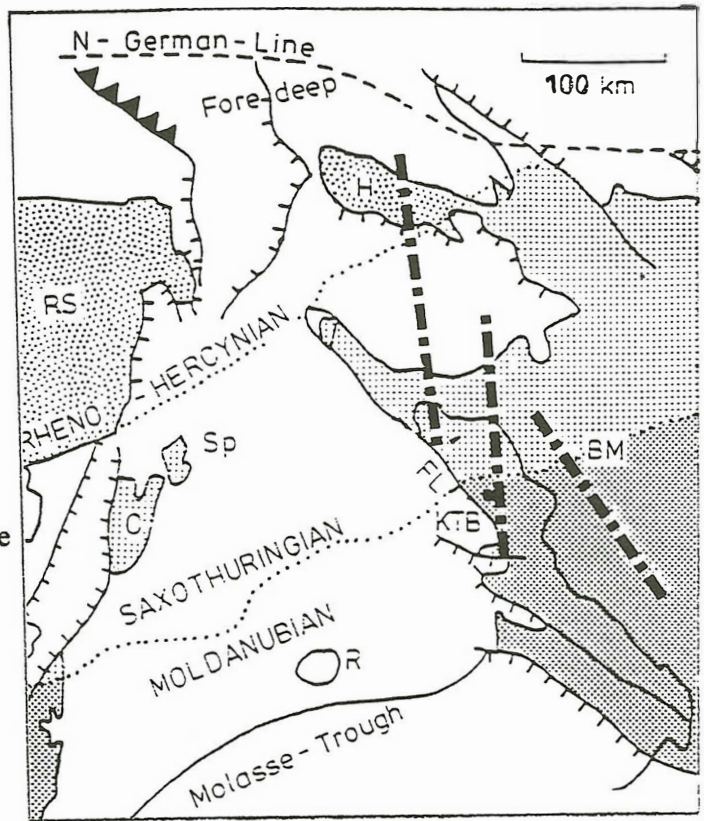 N- German-Line
Fore-deep
100 km
H
RS
RHENO-HERCYNIAN
Sp
BM
FL
C
KTB
e
SAXOTHURINGIAN
MOLDANUBIAN
R
Molasse-Trough